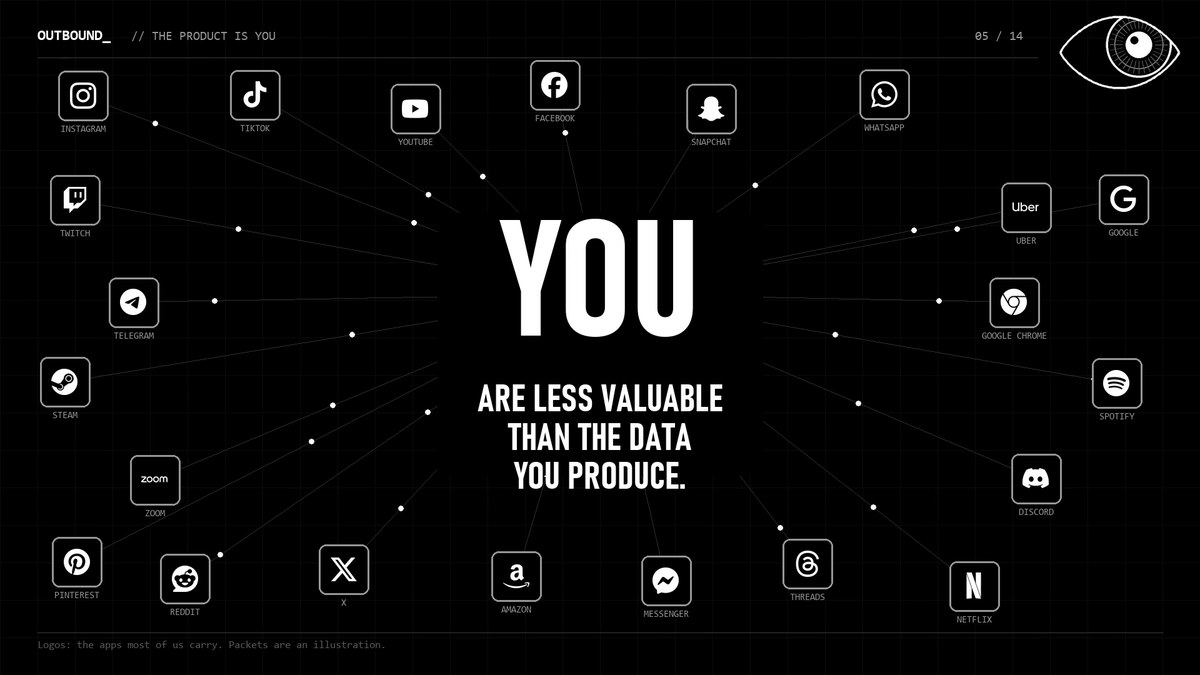 OUTBOUND_ // THE PRODUCT IS YOU 05 / 14
INSTAGRAM
TIKTOK
YOUTUBE
FACEBOOK
SNAPCHAT
WHATSAPP
TWITCH
Uber
UBER
GOOGLE
YOU
TELEGRAM
GOOGLE CHROME
STEAM
SPOTIFY
ARE LESS VALUABLE
THAN THE DATA
YOU PRODUCE.
zoom
ZOOM
DISCORD
PINTEREST
REDDIT
X
AMAZON
MESSENGER
THREADS
NETFLIX
Logos: the apps most of us carry. Packets are an illustration.